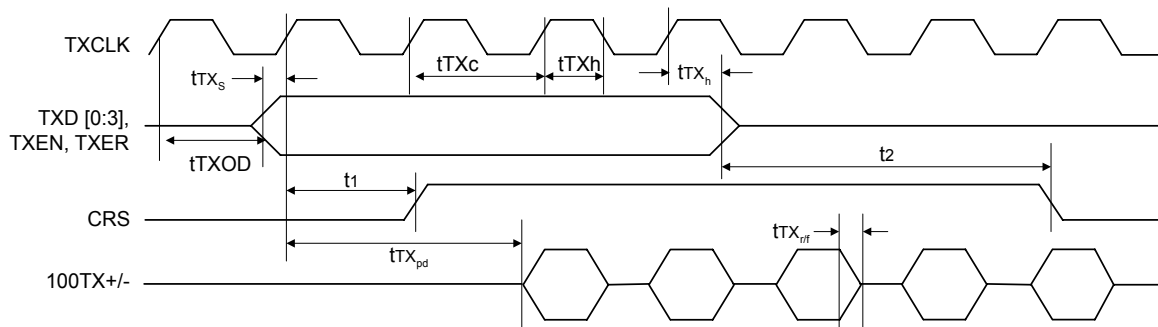 TXCLK
tTXc
tTXh
tTXh
tTXS
TXD [0:3],
TXEN, TXER
tTXOD
t2
t1
CRS
tTXr/f
tTXpd
100TX+/-